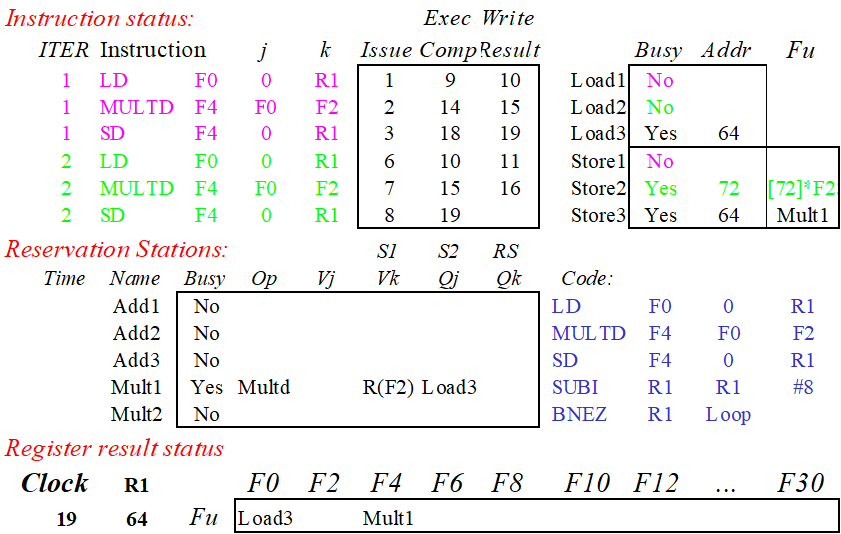 Instruction status: Exec Write
ITER Instruction j k Issue Comp Result Busy Addr Fu
1 LD F0 0 R1 1 9 10 Load1 No
1 MULTD F4 F0 F2 2 14 15 Load2 No
1 SD F4 0 R1 3 18 19 Load3 Yes 64
2 LD F0 0 R1 6 10 11 Store1 No
2 MULTD F4 F0 F2 7 15 16 Store2 Yes 72 [72]*F2
2 SD F4 0 R1 8 19 Store3 Yes 64 Mult1
Reservation Stations: S1 S2 RS
Time Name Busy Op Vj Vk Qj Qk Code:
Add1 No LD F0 0 R1
Add2 No MULTD F4 F0 F2
Add3 No SD F4 0 R1
Mult1 Yes Multd R(F2) Load3 SUBI R1 R1 #8
Mult2 No BNEZ R1 Loop
Register result status
Clock R1 F0 F2 F4 F6 F8 F10 F12 ... F30
19 64 Fu Load3 Mult1